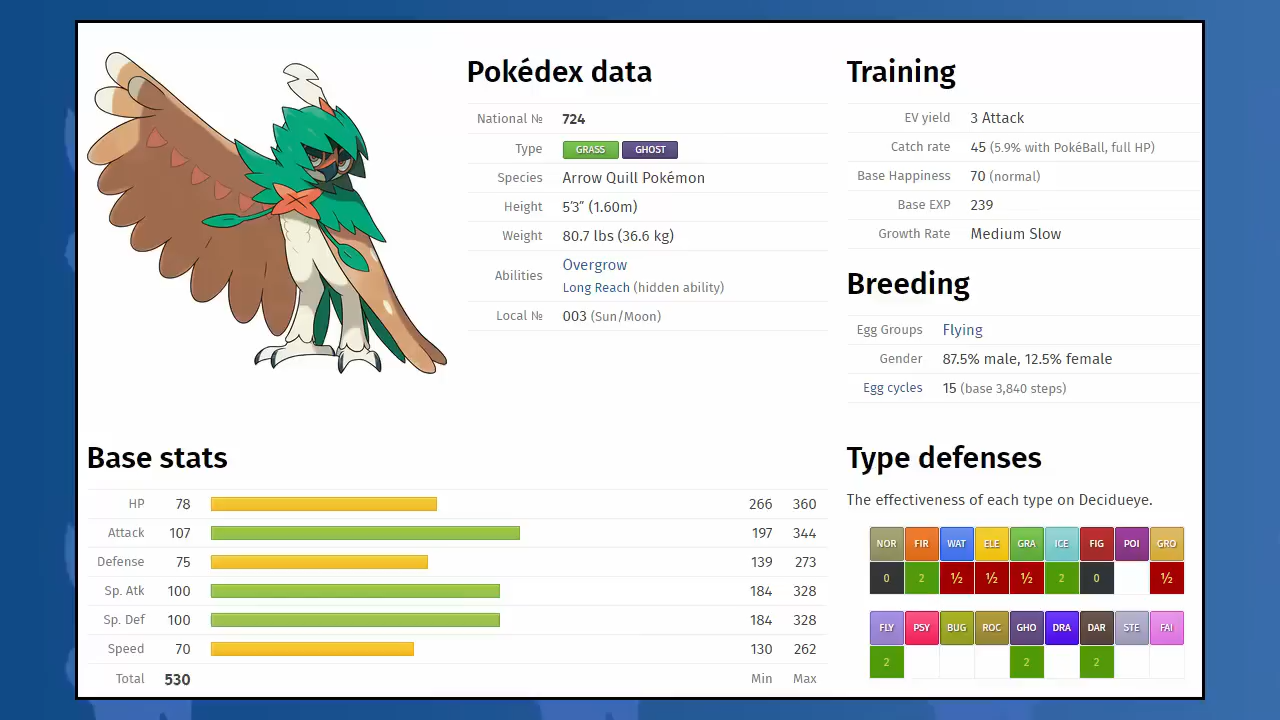 Pokédex data
National № 724
Type GRASS GHOST
Species Arrow Quill Pokémon
Height 5′3″ (1.60m)
Weight 80.7 lbs (36.6 kg)
Abilities Overgrow
Long Reach (hidden ability)
Local № 003 (Sun/Moon)
Training
EV yield 3 Attack
Catch rate 45 (5.9% with PokéBall, full HP)
Base Happiness 70 (normal)
Base EXP 239
Growth Rate Medium Slow
Breeding
Egg Groups Flying
Gender 87.5% male, 12.5% female
Egg cycles 15 (base 3,840 steps)
Base stats
HP 78 266 360
Attack 107 197 344
Defense 75 139 273
Sp. Atk 100 184 328
Sp. Def 100 184 328
Speed 70 130 262
Total 530 Min Max
Type defenses
The effectiveness of each type on Decidueye.
NOR FIR WAT ELE GRA ICE FIG POI GRO
0 2 ½ ½ ½ 2 0 ½
FLY PSY BUG ROC GHO DRA DAR STE FAI
2 2 2